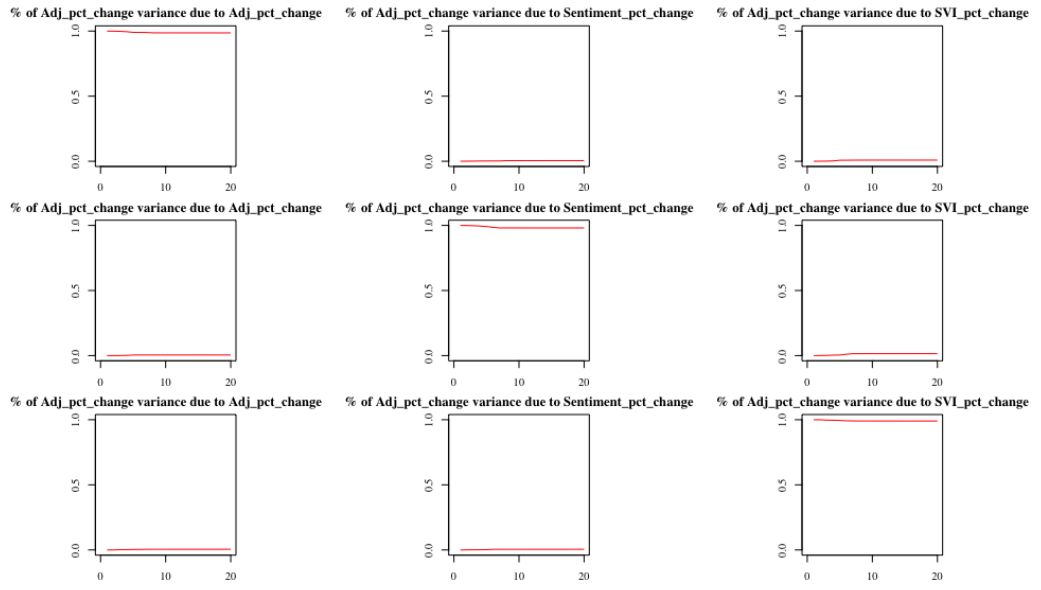 % of Adj_pct_change variance due to Adj_pct_change % of Adj_pct_change variance due to Sentiment_pct_change % of Adj_pct_change variance due to SVI_pct_change
1.0 1.0 1.0
0.5 0.5 0.5
0.0 0.0 0.0
0 10 20 0 10 20 0 10 20
% of Adj_pct_change variance due to Adj_pct_change % of Adj_pct_change variance due to Sentiment_pct_change % of Adj_pct_change variance due to SVI_pct_change
1.0 1.0 1.0
0.5 0.5 0.5
0.0 0.0 0.0
0 10 20 0 10 20 0 10 20
% of Adj_pct_change variance due to Adj_pct_change % of Adj_pct_change variance due to Sentiment_pct_change % of Adj_pct_change variance due to SVI_pct_change
1.0 1.0 1.0
0.5 0.5 0.5
0.0 0.0 0.0
0 10 20 0 10 20 0 10 20